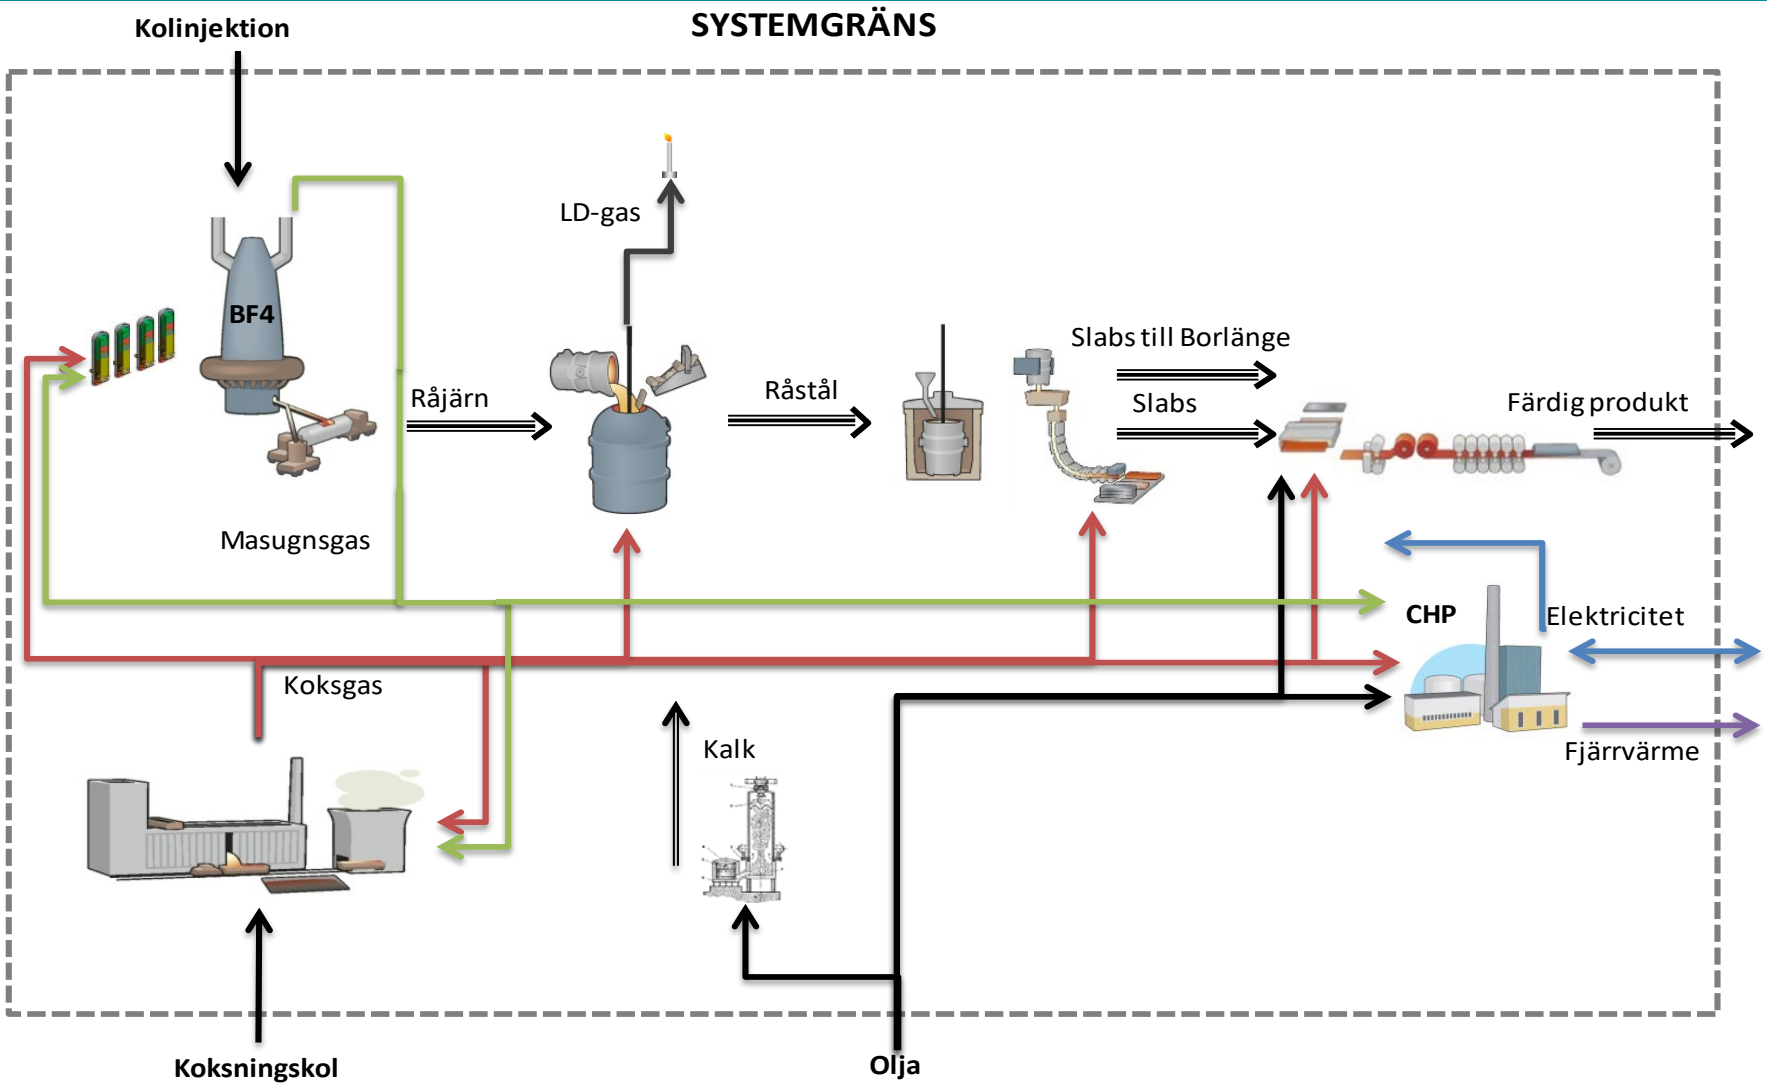 SYSTEMGRÄNS
Kolinjektion
LD-gas
BF4
Slabs till Borlänge
Råjärn
Råstål
Slabs
Färdig produkt
Masugnsgas
CHP
Elektricitet
Koksgas
Kalk
Fjärrvärme
Koksningskol
Olja